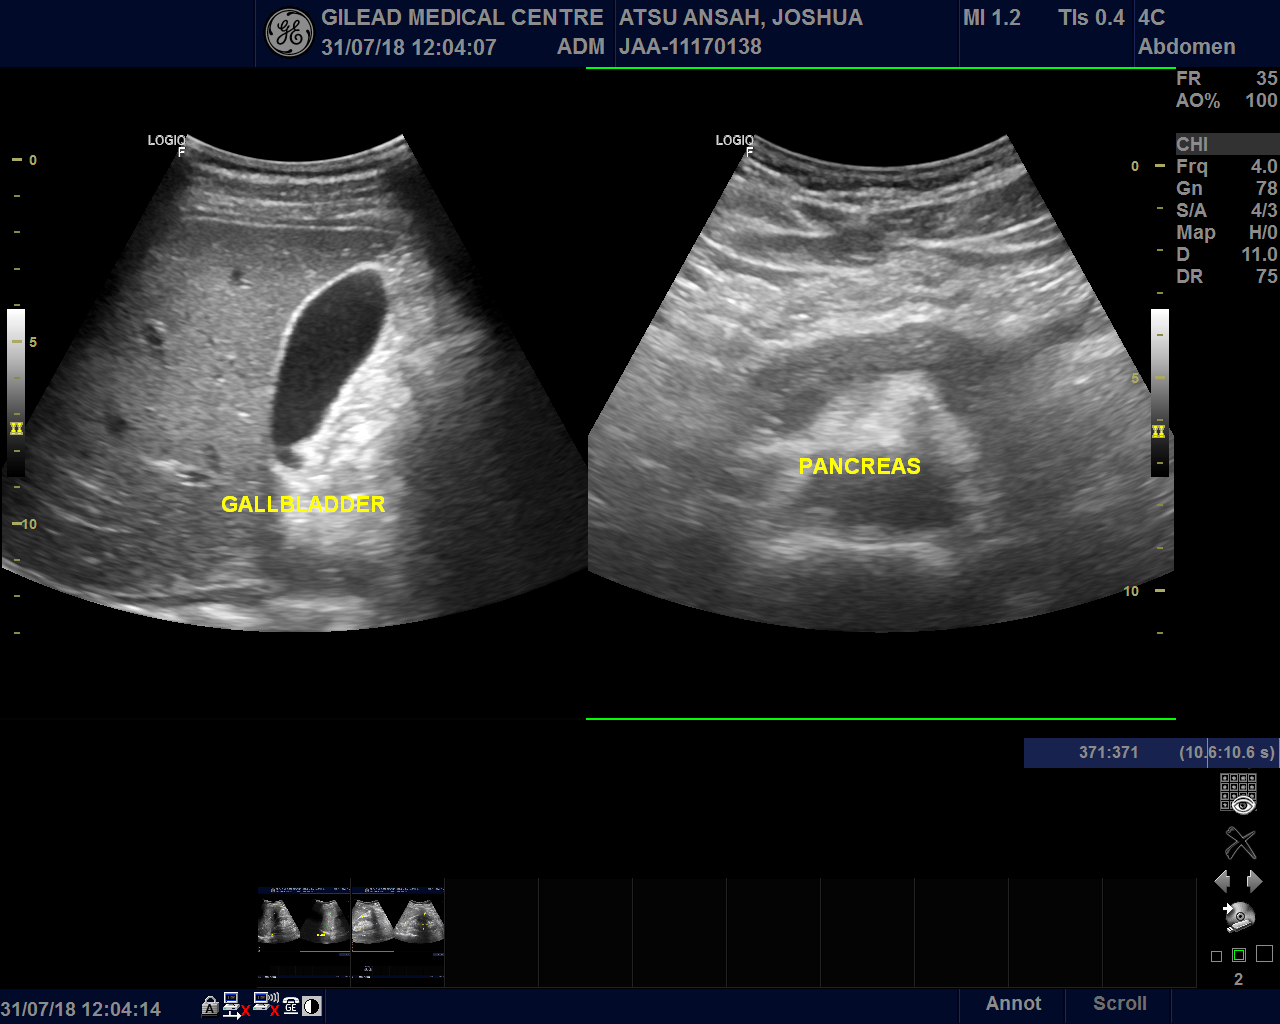 GILEAD MEDICAL CENTRE
31/07/18 12:04:07 ADM
ATSU ANSAH, JOSHUA
JAA-11170138
MI 1.2 TIs 0.4
4C
Abdomen
FR 35
AO% 100
CHI
Frq 4.0
Gn 78
S/A 4/3
Map H/0
D 11.0
DR 75
LOGIQ
F
0
5
10
GALLBLADDER
LOGIQ
F
0
5
10
PANCREAS
371:371 (10.6:10.6 s)
2
31/07/18 12:04:14
A
X
X
GE
Annot
Scroll